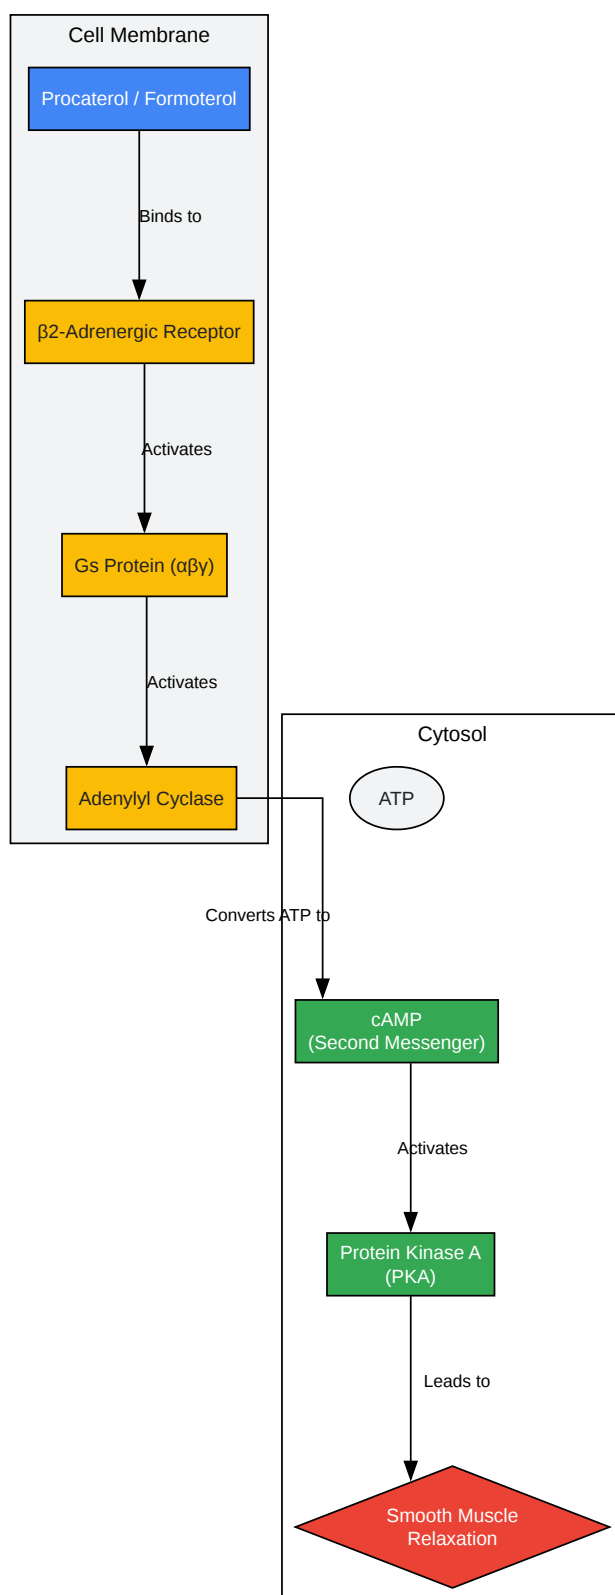 Cell Membrane
Procaterol / Formoterol
Binds to
β2-Adrenergic Receptor
Activates
Gs Protein (αβγ)
Activates
Adenylyl Cyclase
Cytosol
ATP
Converts ATP to
cAMP
(Second Messenger)
Activates
Protein Kinase A
(PKA)
Leads to
Smooth Muscle
Relaxation